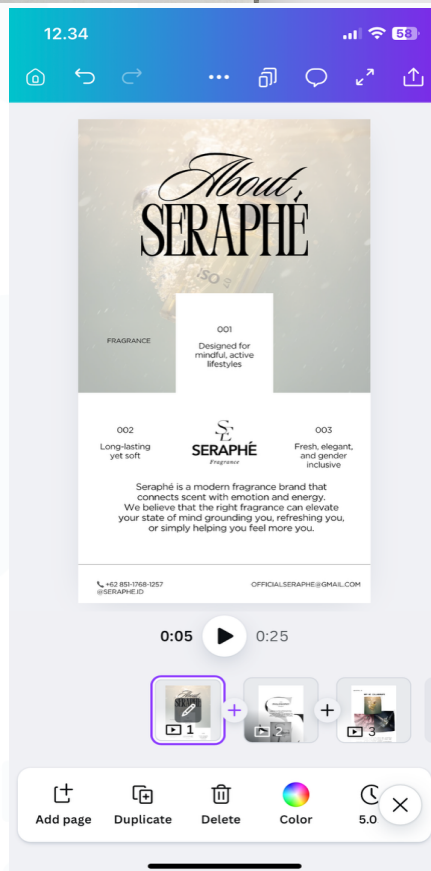 12.34
58
About
SERAPHÉ
FRAGRANCE
001
Designed for
mindful, active
lifestyles
002
Long-lasting
yet soft
SERAPHÉ
Fragrance
003
Fresh, elegant,
and gender
inclusive
Seraphé is a modern fragrance brand that
connects scent with emotion and energy.
We believe that the right fragrance can elevate
your state of mind grounding you, refreshing you,
or simply helping you feel more you.
+62 851-1768-1257
@SERAPHE.ID
OFFICIALSERAPHE@GMAIL.COM
0:05
0:25
SERAPHÉ
1
2
3
Add page
Duplicate
Delete
Color
5.0